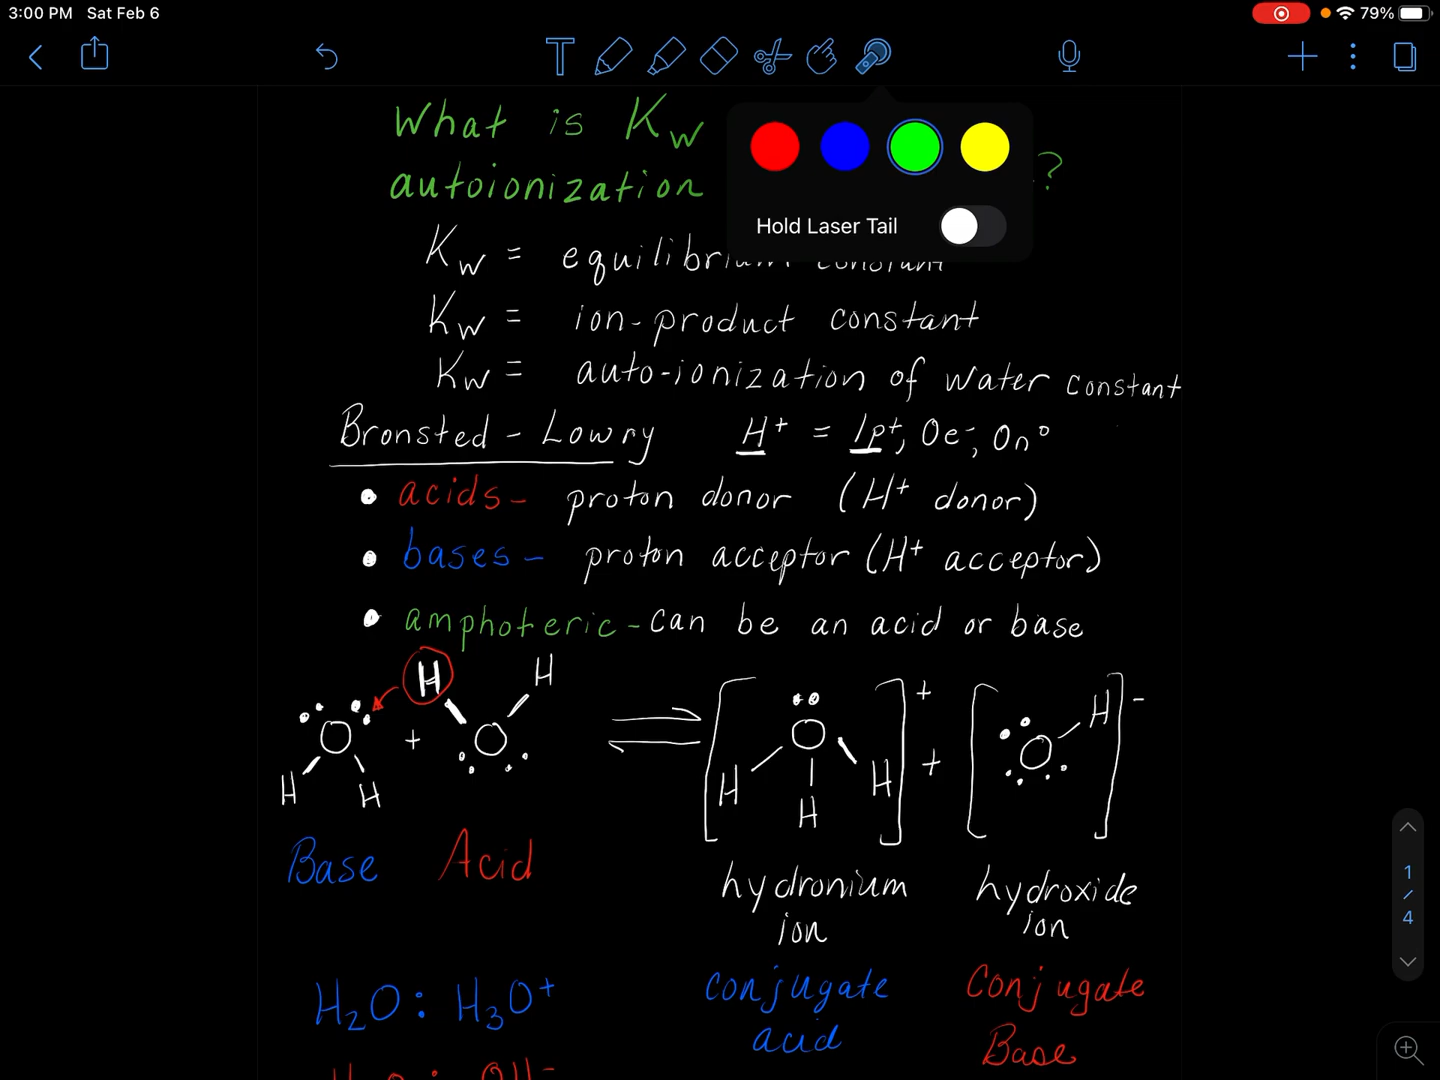 3:00 PM Sat Feb 6
79%
T
What is Kw
autoionization ?
Hold Laser Tail
Kw = equilibrium constant
Kw = ion-product constant
Kw = auto-ionization of water constant
Bronsted-Lowry H⁺ = 1p⁺, 0e⁻, 0n⁰
• acids- proton donor (H⁺ donor)
• bases- proton acceptor (H⁺ acceptor)
• amphoteric-can be an acid or base
H H H
O + O ⇌ [O]⁺ + [O]⁻
H H H H H
Base Acid
hydronium hydroxide
ion ion
H₂O : H₃O⁺ conjugate Conjugate
acid Base
H₂O : OH⁻
1
/
4